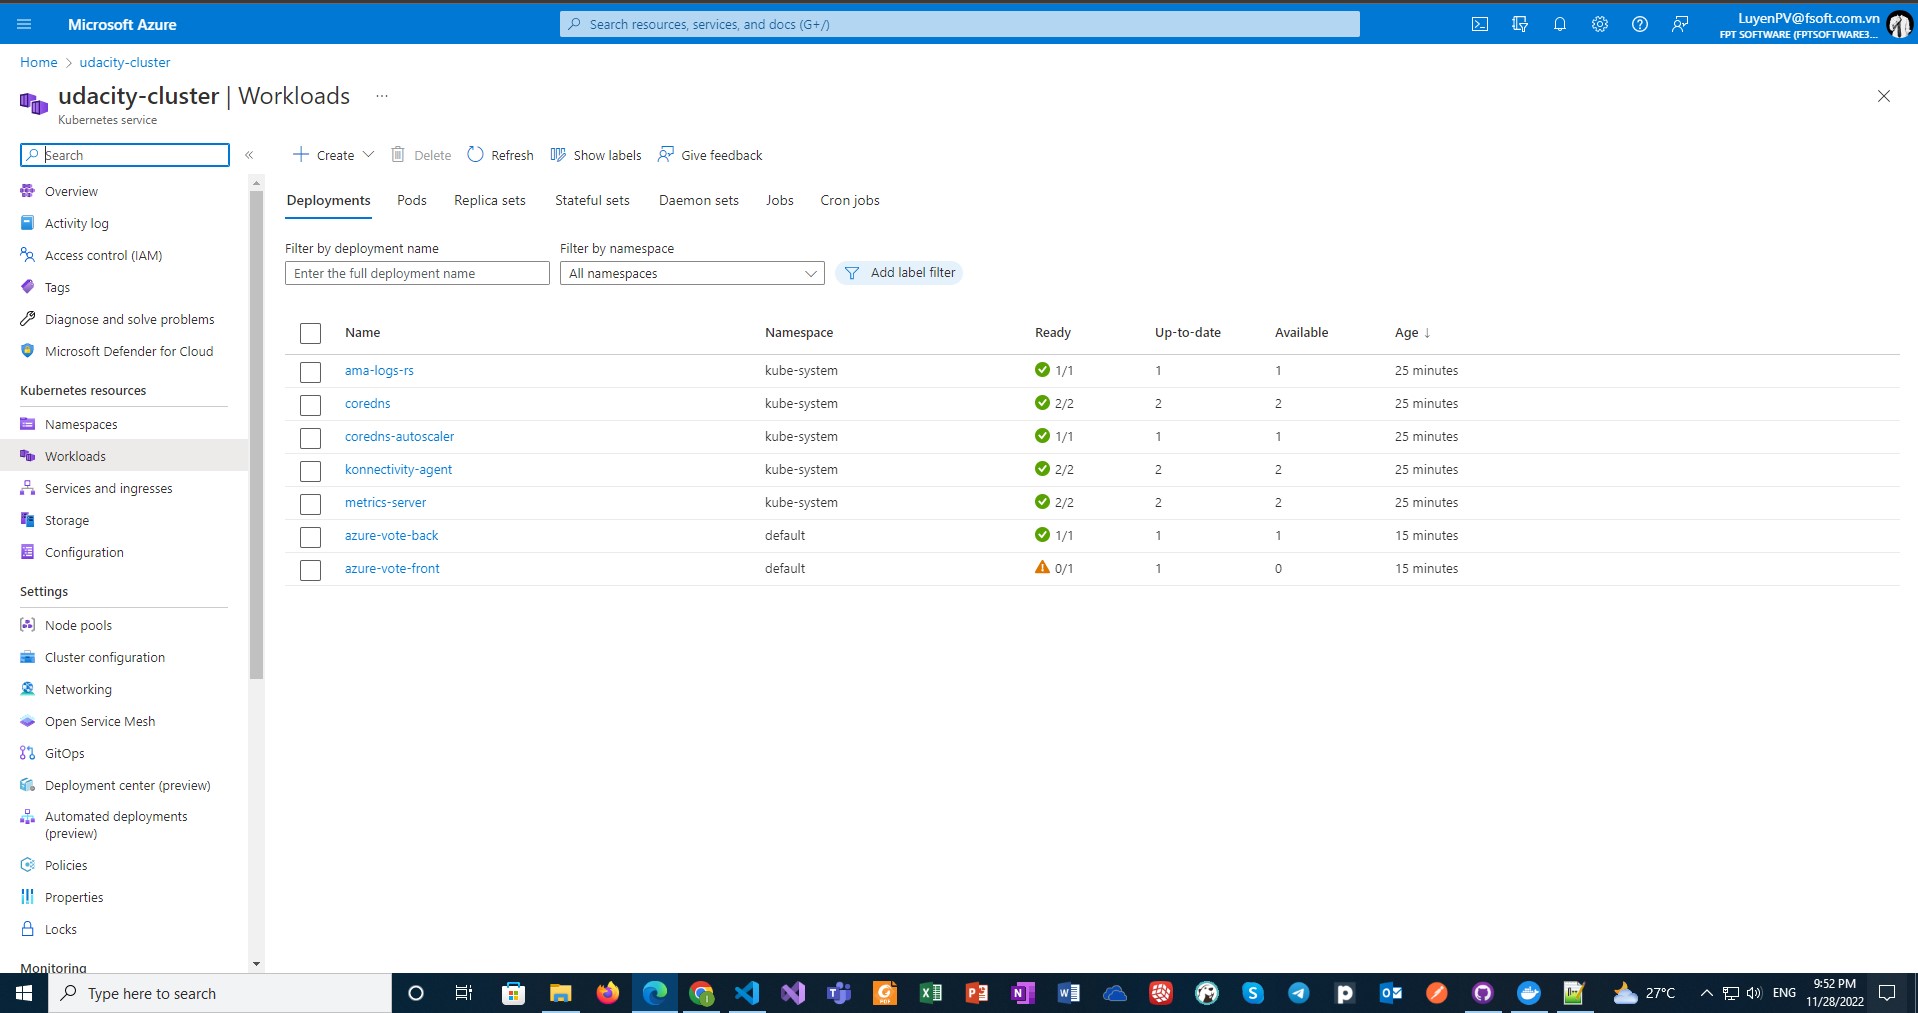 Microsoft Azure
Search resources, services, and docs (G+/)
LuyenPV@fsoft.com.vn
FPT SOFTWARE (FPTSOFTWARE3...
Home > udacity-cluster
udacity-cluster | Workloads ...
Kubernetes service
Search
Create
Delete
Refresh
Show labels
Give feedback
Overview
Activity log
Access control (IAM)
Tags
Diagnose and solve problems
Microsoft Defender for Cloud
Kubernetes resources
Namespaces
Workloads
Services and ingresses
Storage
Configuration
Settings
Node pools
Cluster configuration
Networking
Open Service Mesh
GitOps
Deployment center (preview)
Automated deployments
(preview)
Policies
Properties
Locks
Monitoring
Deployments Pods Replica sets Stateful sets Daemon sets Jobs Cron jobs
Filter by deployment name
Enter the full deployment name
Filter by namespace
All namespaces
Add label filter
Name Namespace Ready Up-to-date Available Age ↓
ama-logs-rs kube-system 1/1 1 1 25 minutes
coredns kube-system 2/2 2 2 25 minutes
coredns-autoscaler kube-system 1/1 1 1 25 minutes
konnectivity-agent kube-system 2/2 2 2 25 minutes
metrics-server kube-system 2/2 2 2 25 minutes
azure-vote-back default 1/1 1 1 15 minutes
azure-vote-front default 0/1 1 0 15 minutes
Type here to search
27°C
ENG
9:52 PM
11/28/2022